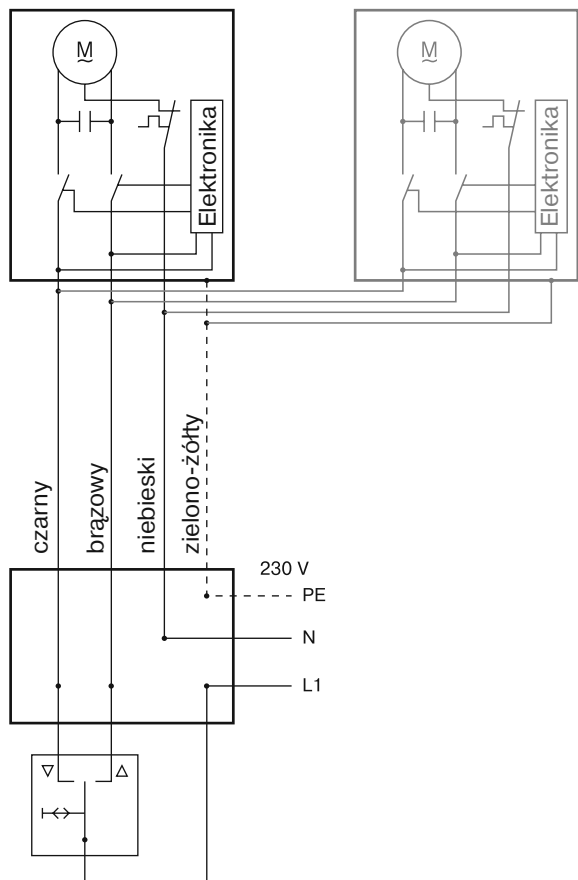 M
~
M
~
Elektronika
Elektronika
czarny
brązowy
niebieski
zielono-żółty
230 V
PE
N
L1